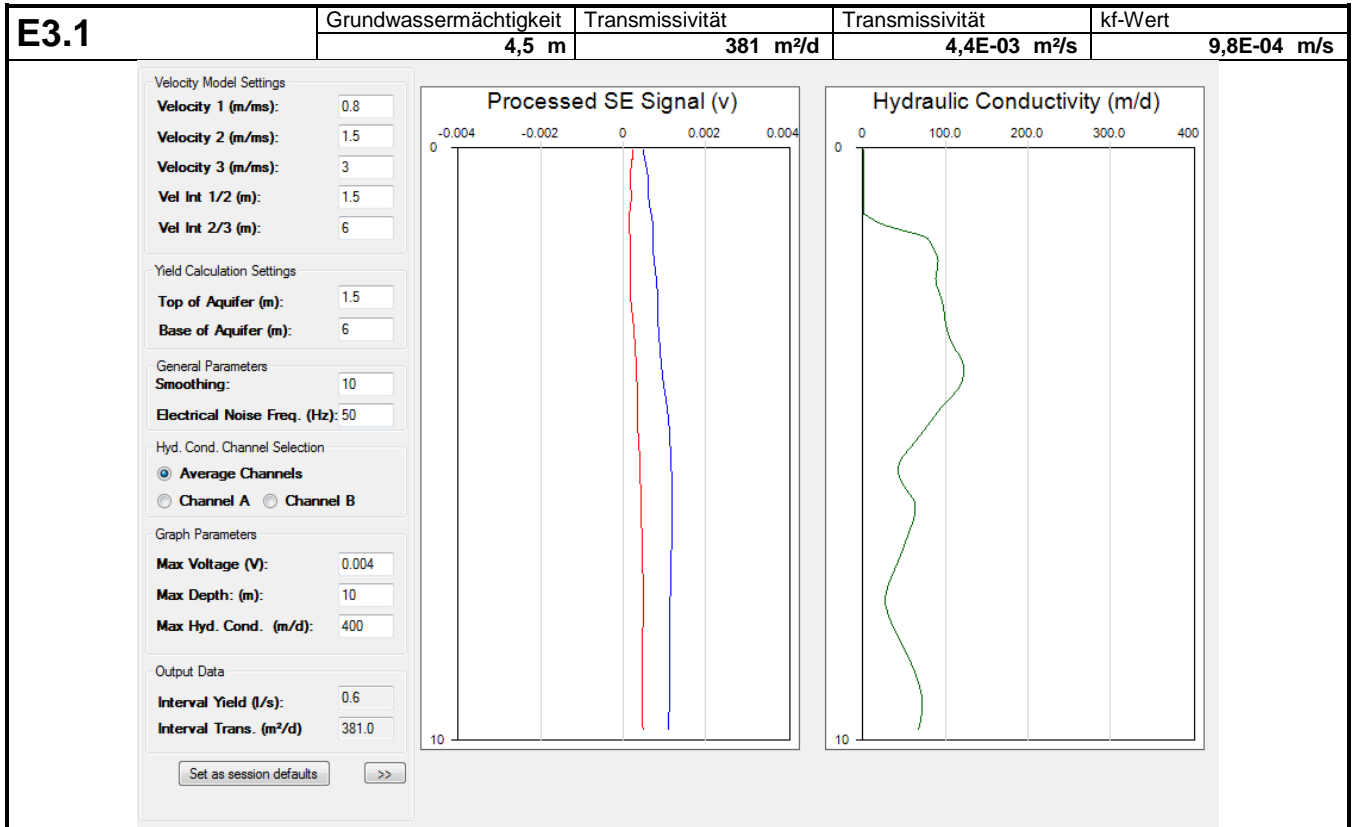 E3.1
Grundwassermächtigkeit Transmissivität Transmissivität kf-Wert
4,5 m 381 m²/d 4,4E-03 m²/s 9,8E-04 m/s
Velocity Model Settings
Velocity 1 (m/ms): 0.8
Velocity 2 (m/ms): 1.5
Velocity 3 (m/ms): 3
Vel Int 1/2 (m): 1.5
Vel Int 2/3 (m): 6
Yield Calculation Settings
Top of Aquifer (m): 1.5
Base of Aquifer (m): 6
General Parameters
Smoothing: 10
Electrical Noise Freq. (Hz): 50
Hyd. Cond. Channel Selection
Average Channels
Channel A Channel B
Graph Parameters
Max Voltage (V): 0.004
Max Depth: (m): 10
Max Hyd. Cond. (m/d): 400
Output Data
Interval Yield (l/s): 0.6
Interval Trans. (m²/d) 381.0
Set as session defaults >>
Processed SE Signal (v)
-0.004 -0.002 0 0.002 0.004
0
10
Hydraulic Conductivity (m/d)
0 100.0 200.0 300.0 400
0
10